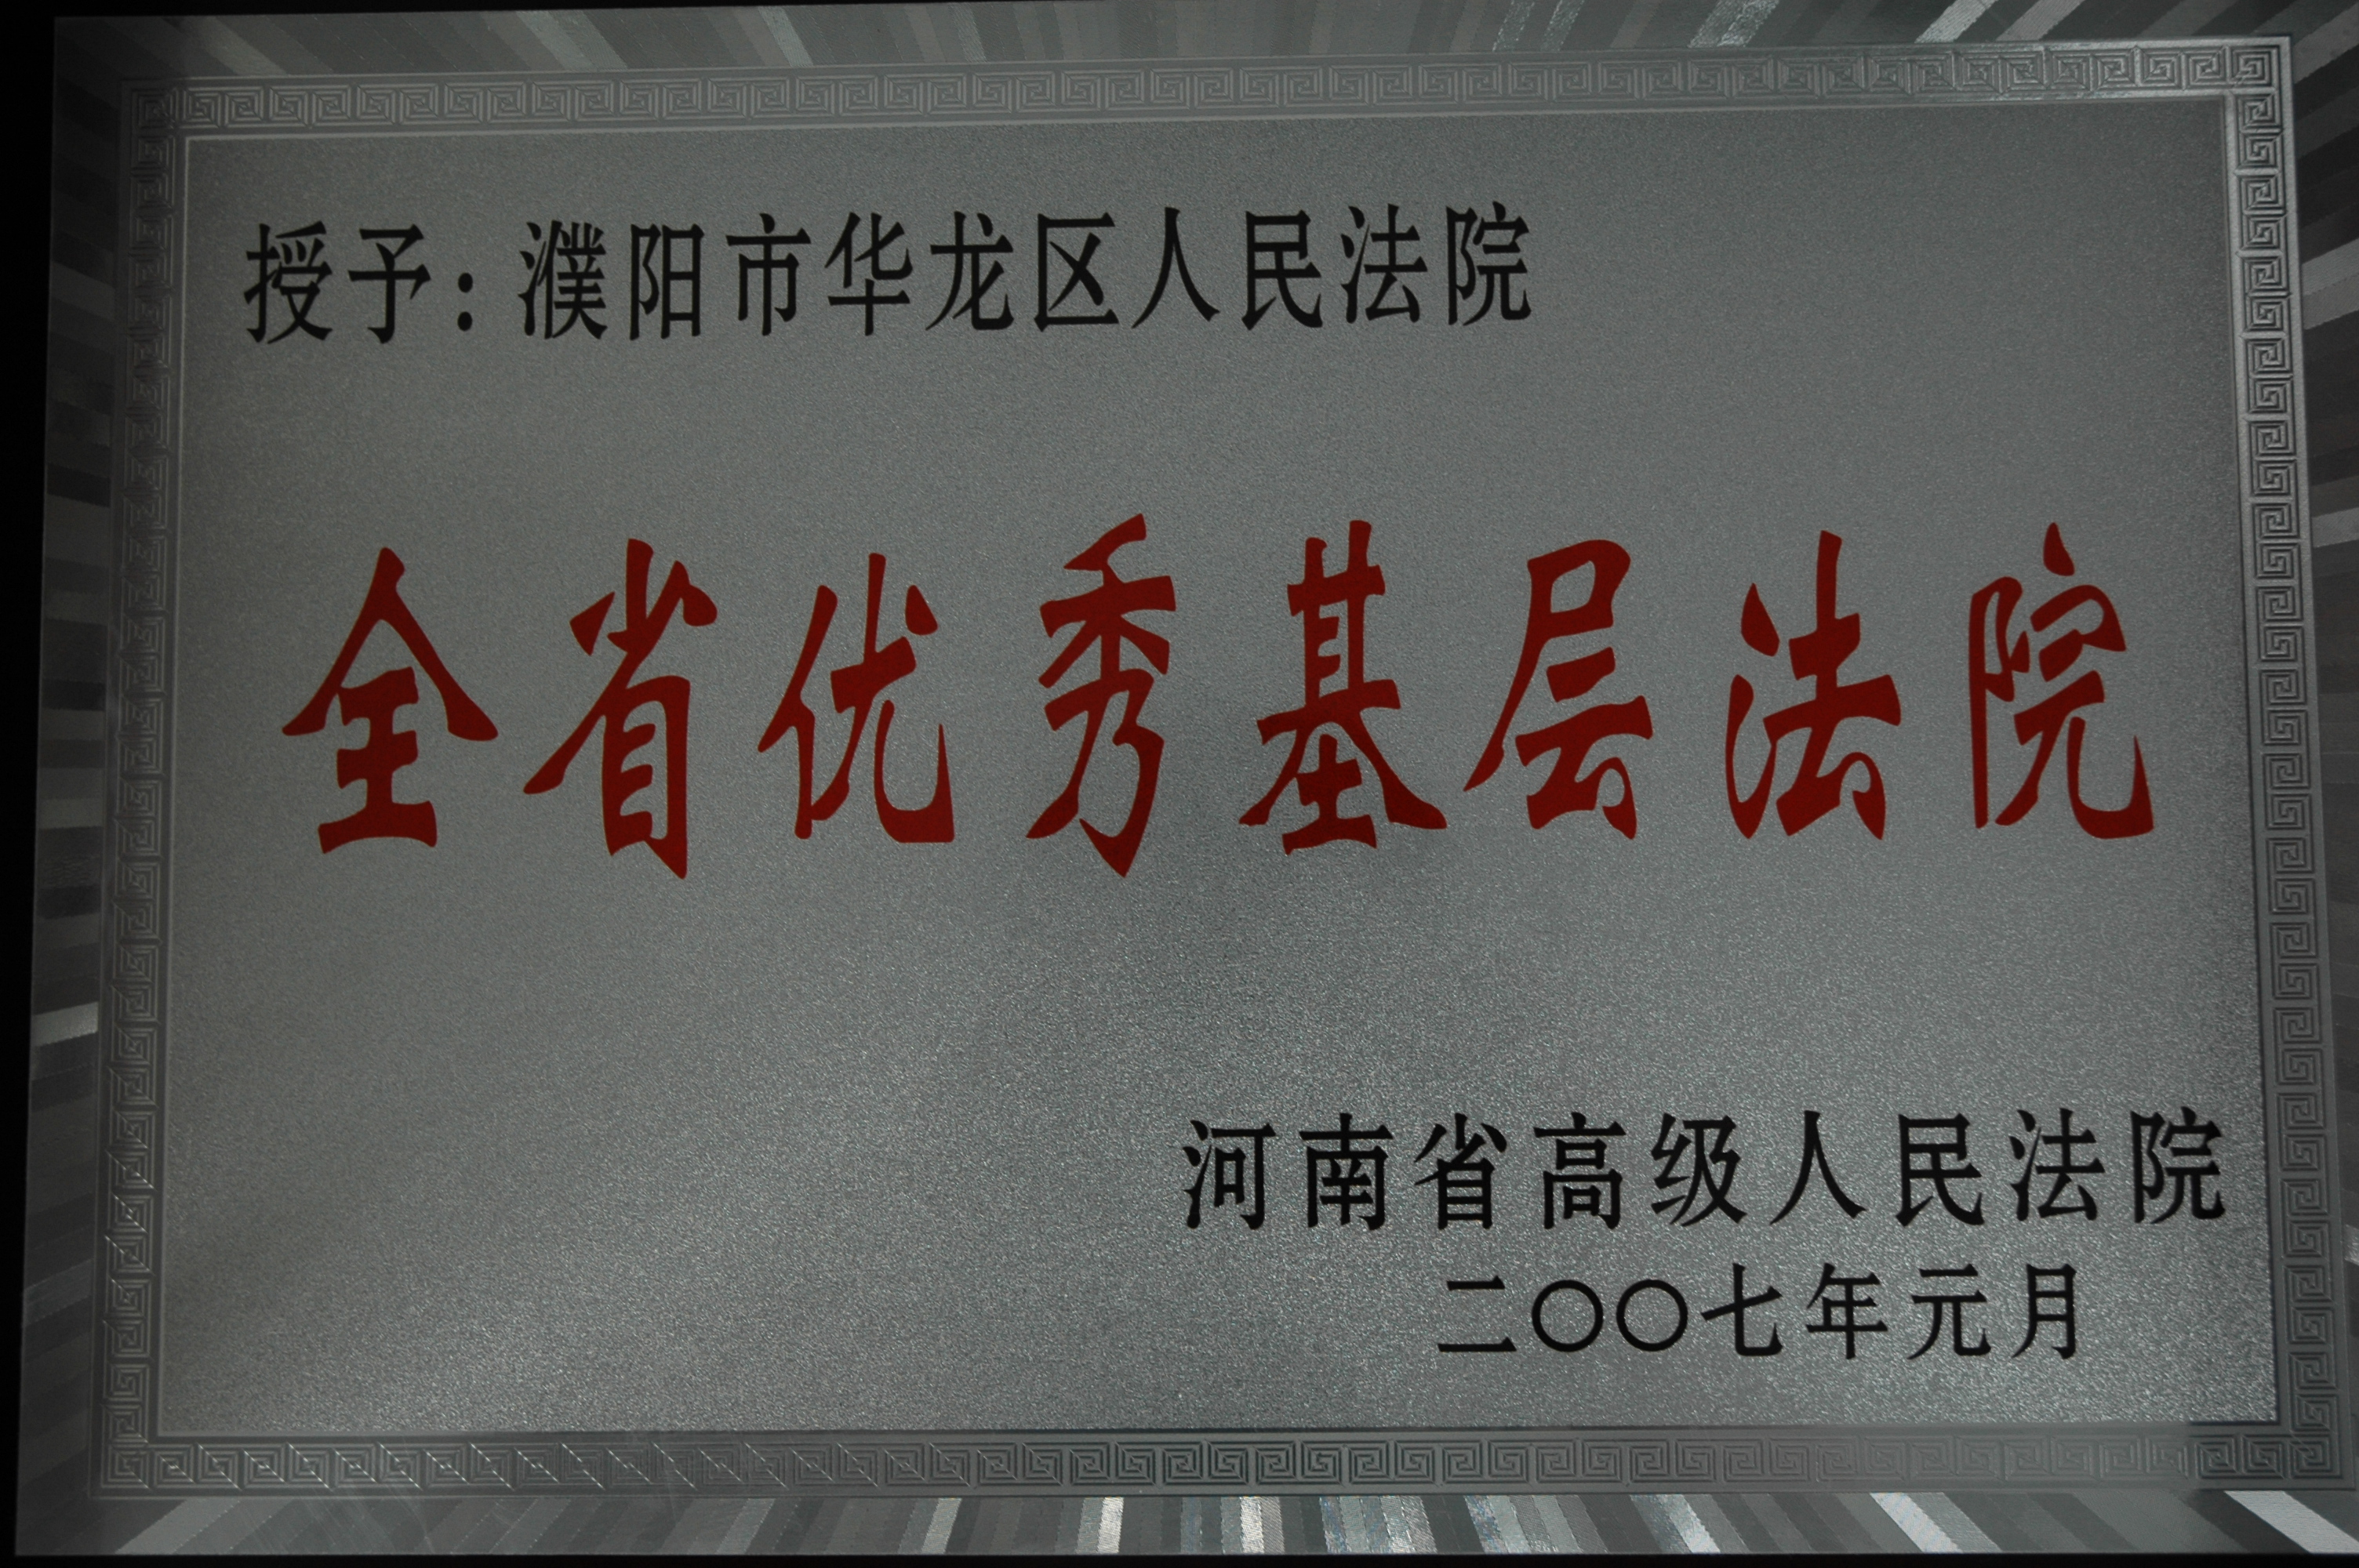 授予：濮阳市华龙区人民法院
全省优秀基层法院
河南省高级人民法院
二〇〇七年元月